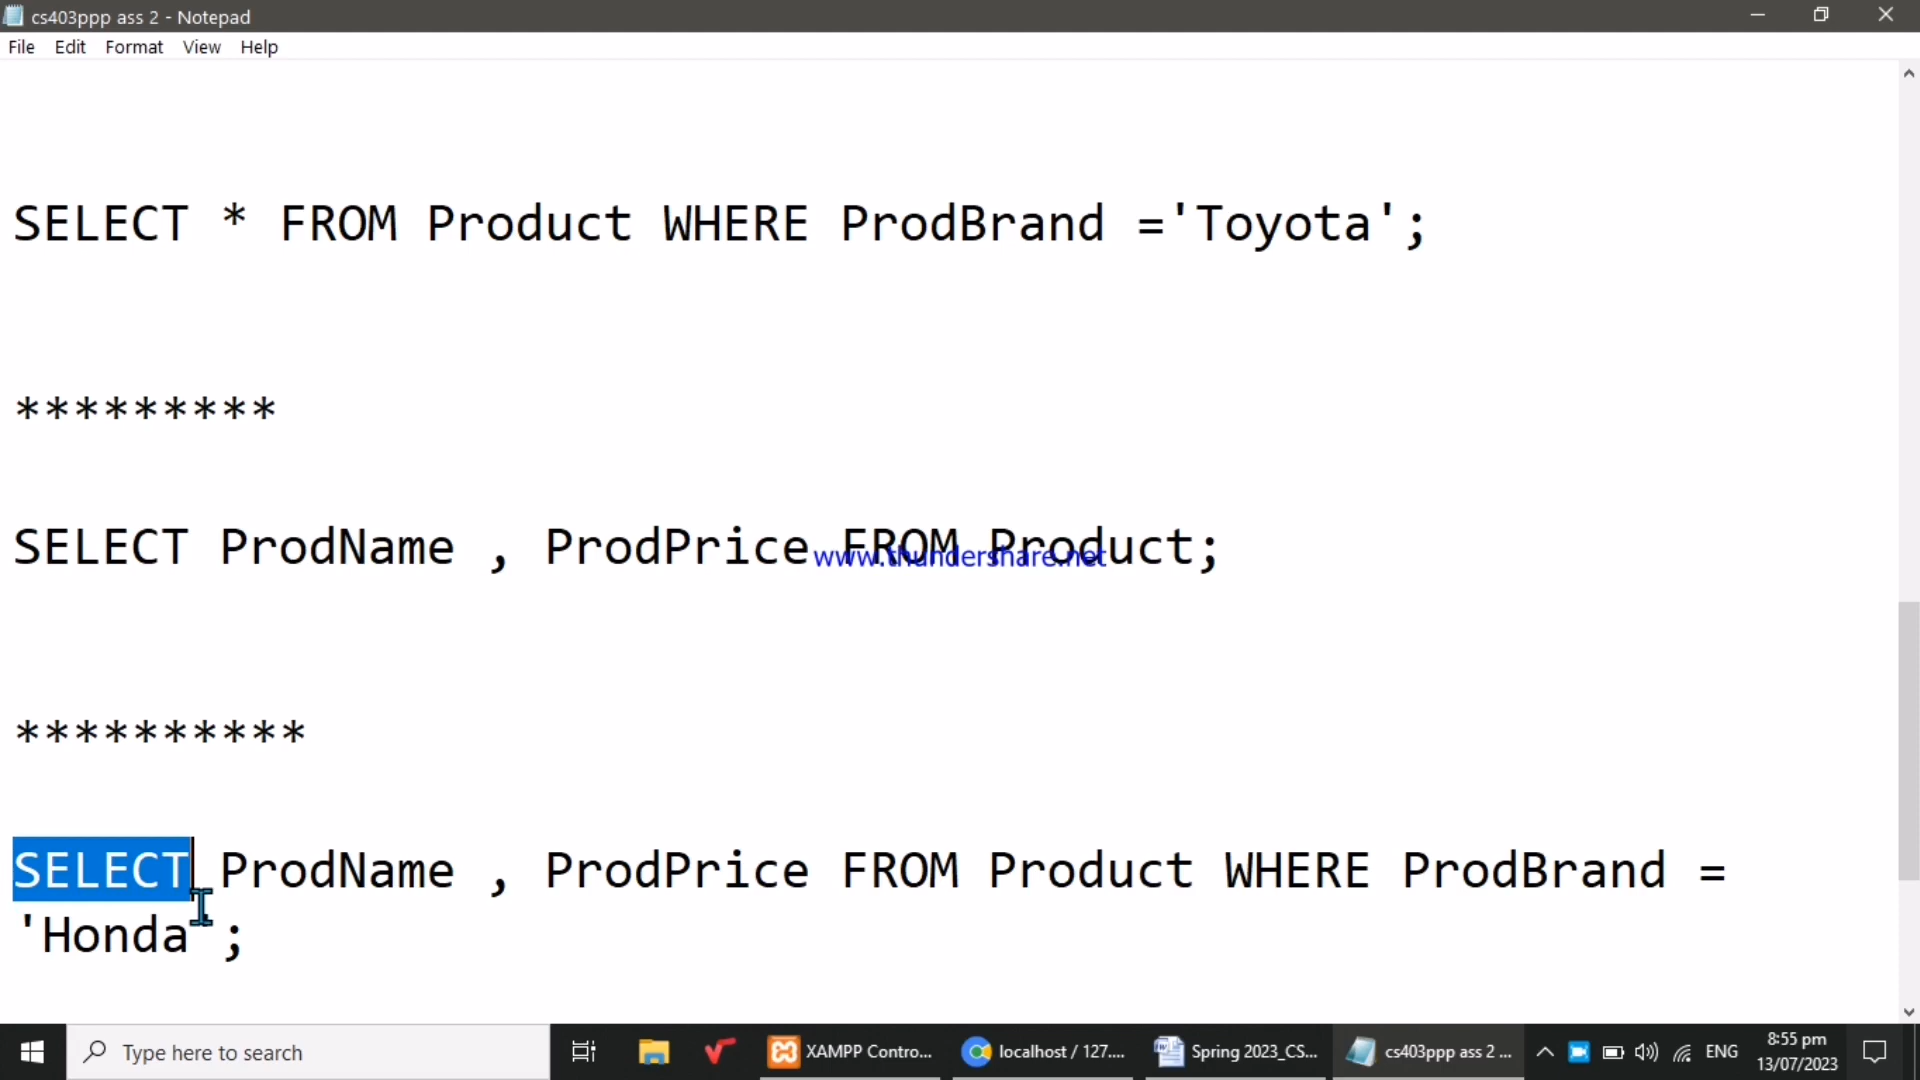 cs403ppp ass 2 - Notepad
File Edit Format View Help
SELECT * FROM Product WHERE ProdBrand ='Toyota';
*********
SELECT ProdName , ProdPrice FROM Product;
www.thundershare.net
**********
SELECT ProdName , ProdPrice FROM Product WHERE ProdBrand =
'Honda';
Type here to search
XAMPP Contro...
localhost / 127....
Spring 2023_CS...
cs403ppp ass 2 ...
ENG
8:55 pm
13/07/2023